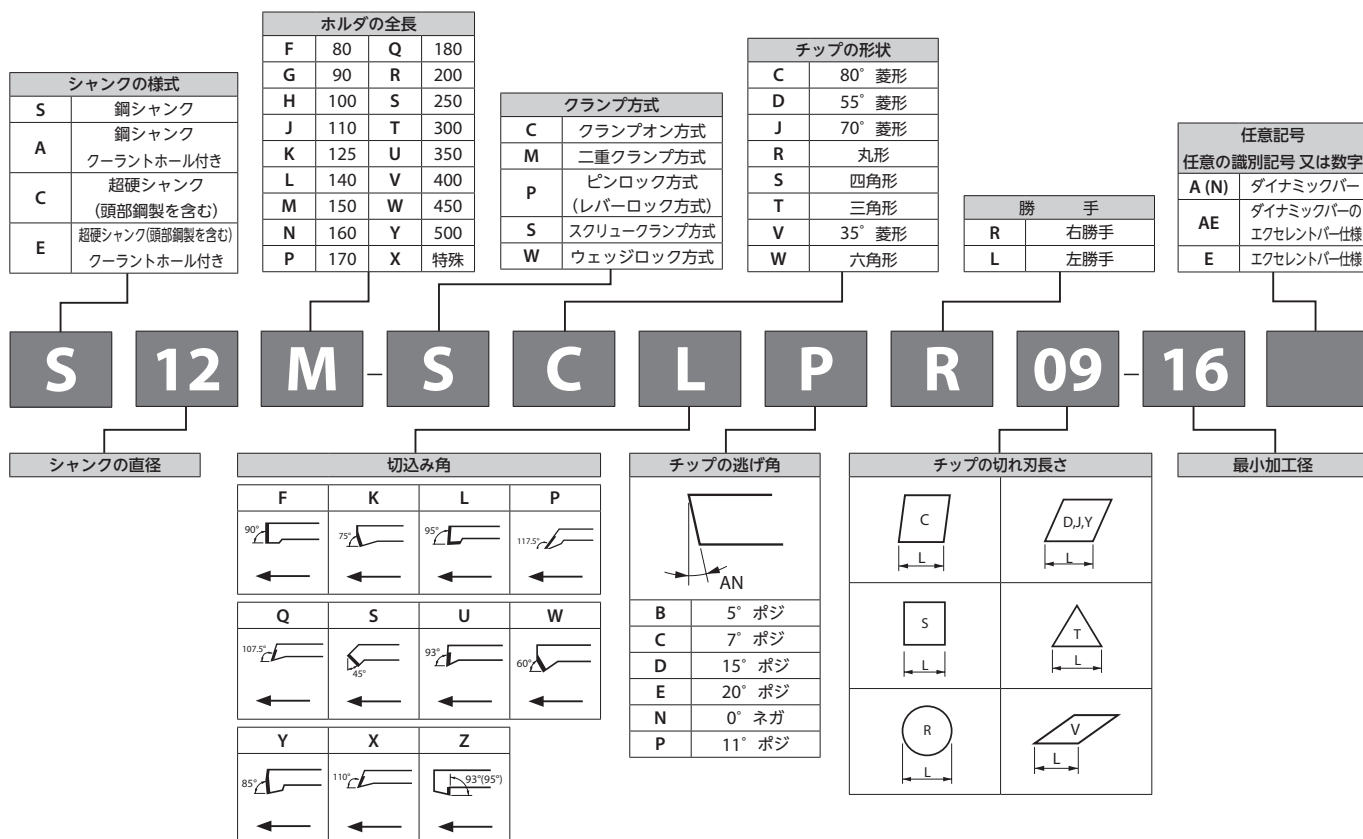 ホルダの全長
F 80 Q 180
G 90 R 200
H 100 S 250
J 110 T 300
K 125 U 350
L 140 V 400
M 150 W 450
N 160 Y 500
P 170 X 特殊
シャンクの様式
S 鋼シャンク
A 鋼シャンク
クーラントホール付き
C 超硬シャンク
(頭部鋼製を含む)
E 超硬シャンク(頭部鋼製を含む)
クーラントホール付き
クランプ方式
C クランプオン方式
M 二重クランプ方式
P ピンロック方式
(レバーロック方式)
S スクリュークランプ方式
W ウェッジロック方式
チップの形状
C 80° 菱形
D 55° 菱形
J 70° 菱形
R 丸形
S 四角形
T 三角形
V 35° 菱形
W 六角形
勝 手
R 右勝手
L 左勝手
任意記号
任意の識別記号 又は数字
A (N) ダイナミックバー
AE ダイナミックバーの
エクセレントバー仕様
E エクセレントバー仕様
S 12 M - S C L P R 09 - 16
シャンクの直径
切込み角
F K L P
90° 75° 95° 117.5°
Q S U W
107.5° 45° 93° 60°
Y X Z
85° 110° 93°(95°)
チップの逃げ角
AN
B 5° ポジ
C 7° ポジ
D 15° ポジ
E 20° ポジ
N 0° ネガ
P 11° ポジ
チップの切れ刃長さ
C D,J,Y
L L
S T
L L
R V
L L
最小加工径